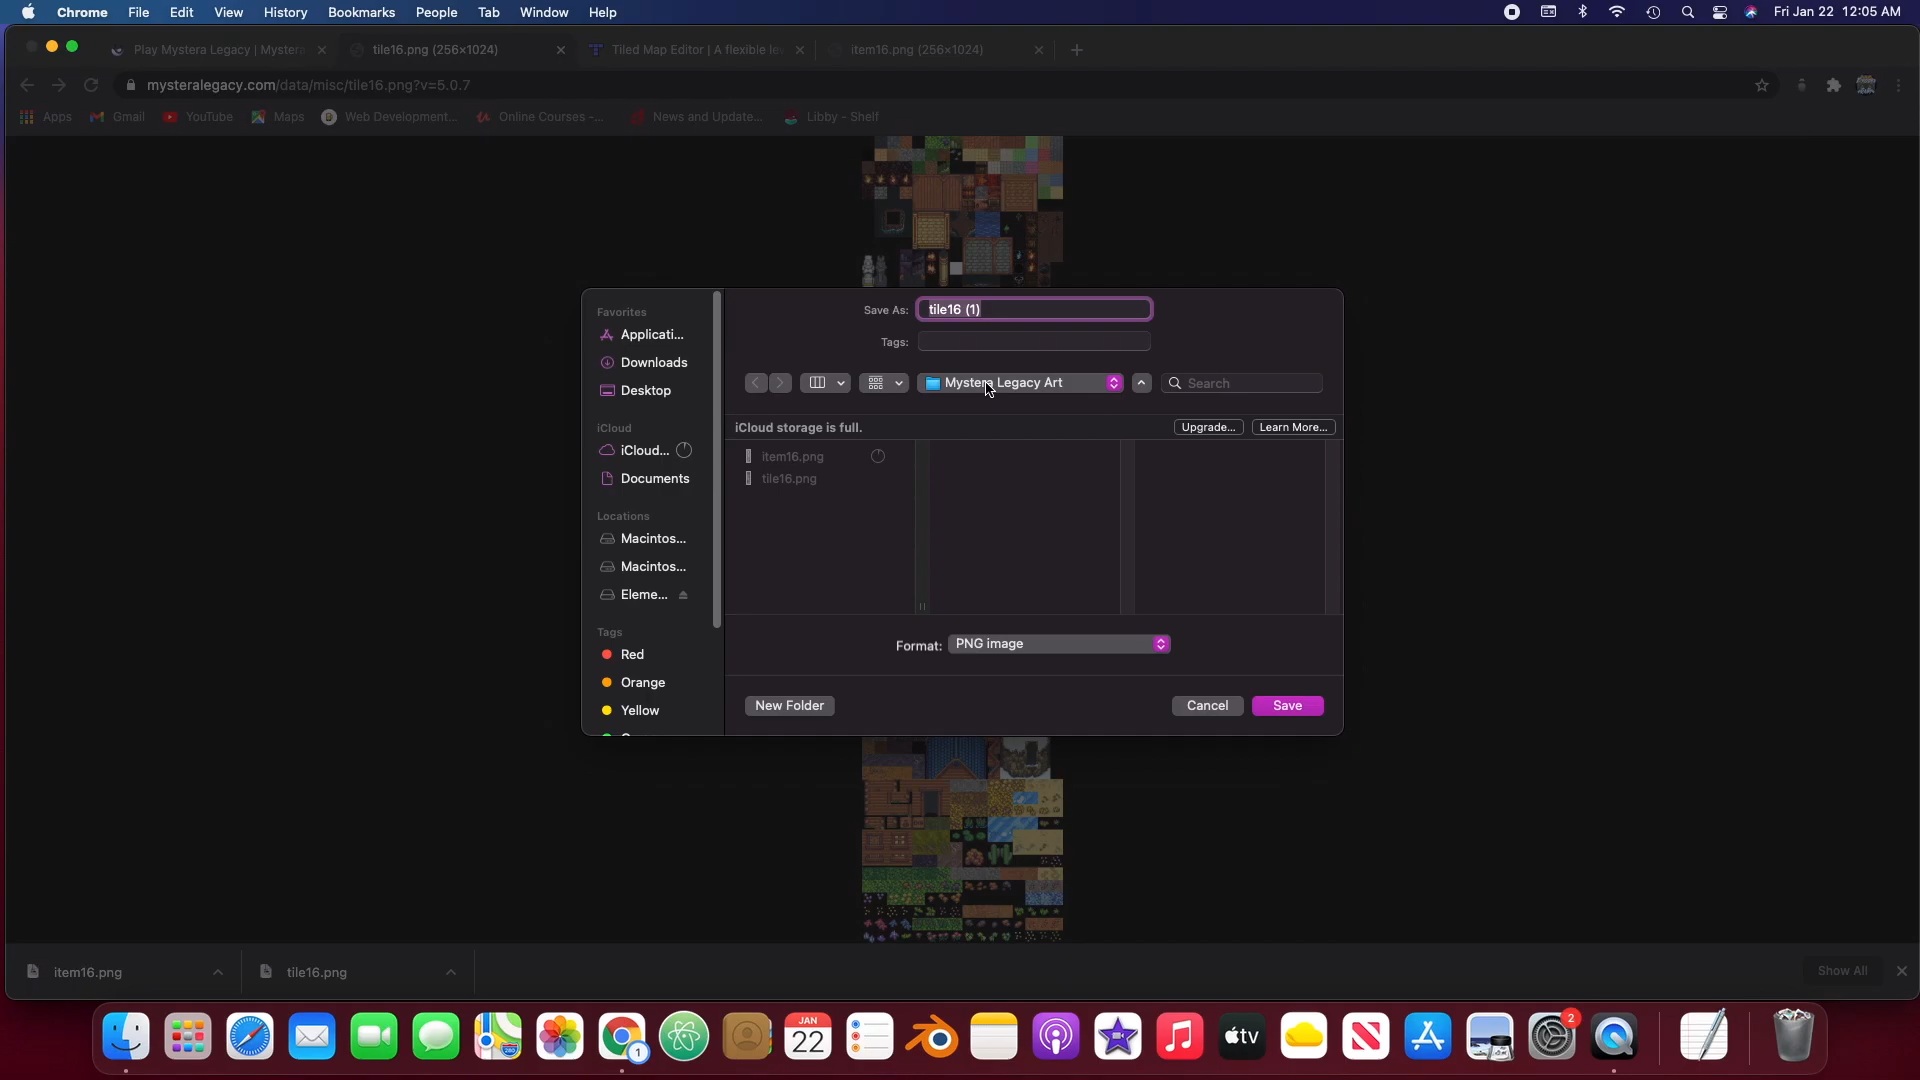 Chrome File Edit View History Bookmarks People Tab Window Help Fri Jan 22 12:05 AM
Play Mystera Legacy | Mystera tile16.png (256×1024) Tiled Map Editor | A flexible le item16.png (256×1024)
mysteralegacy.com/data/misc/tile16.png?v=5.0.7
Apps Gmail YouTube Maps Web Development... Online Courses -... News and Update... Libby - Shelf
Favorites
Applicati...
Downloads
Desktop
iCloud
iCloud...
Documents
Locations
Macintos...
Macintos...
Eleme...
Tags
Red
Orange
Yellow
Save As: tile16 (1)
Tags:
Mystera Legacy Art Search
iCloud storage is full. Upgrade... Learn More...
item16.png
tile16.png
Format: PNG image
New Folder Cancel Save
item16.png tile16.png Show All
JAN
22
1
tv
2